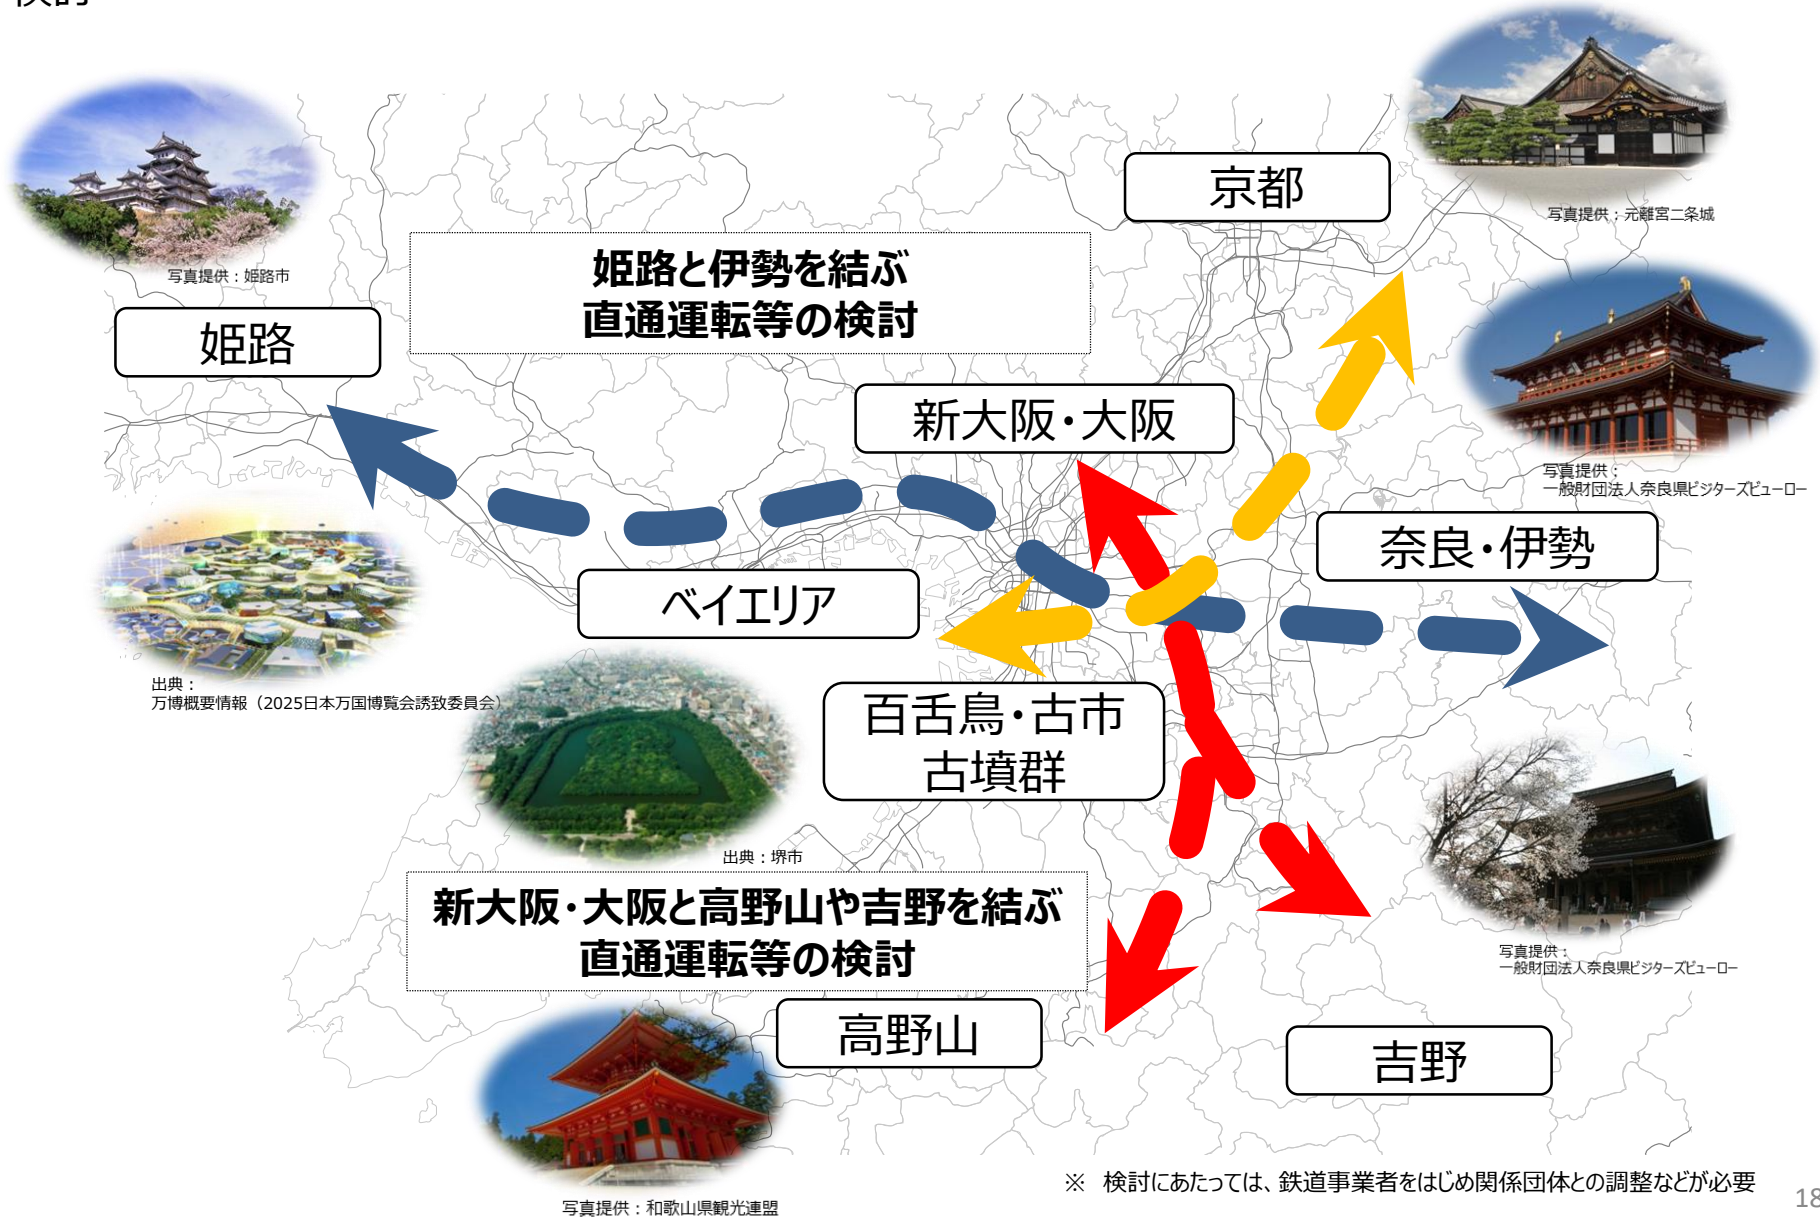 写真提供：元離宮二条城
京都
写真提供：姫路市
姫路と伊勢を結ぶ
直通運転等の検討
姫路
新大阪・大阪
写真提供：
一般財団法人奈良県ビジターズビューロー
奈良・伊勢
ベイエリア
出典：
万博概要情報（2025日本万国博覧会誘致委員会）
百舌鳥・古市
古墳群
出典：堺市
新大阪・大阪と高野山や吉野を結ぶ
直通運転等の検討
写真提供：
一般財団法人奈良県ビジターズビューロー
高野山
吉野
※　検討にあたっては、鉄道事業者をはじめ関係団体との調整などが必要
18
写真提供：和歌山県観光連盟